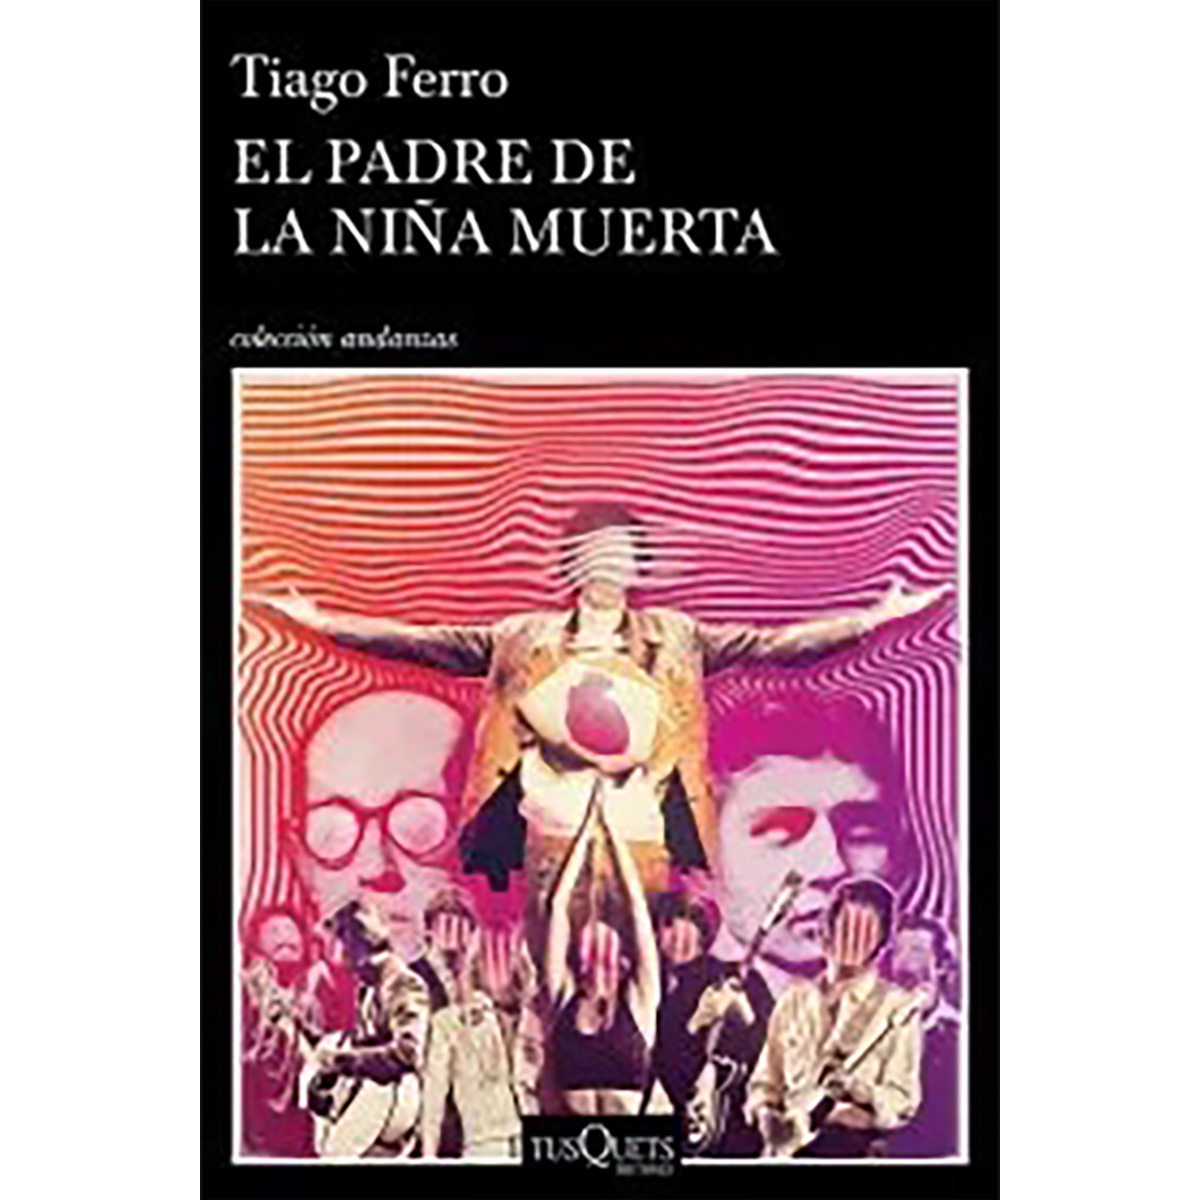 Tiago Ferro
EL PADRE DE
LA NIÑA MUERTA
colección andanzas
TUSQUETS